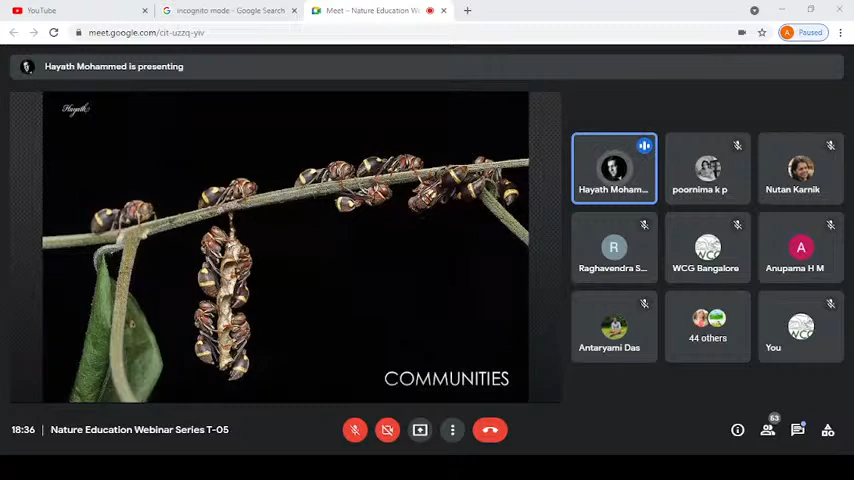 YouTube
incognito mode - Google Search
Meet – Nature Education W
meet.google.com/cit-uzzq-yiv
A
Paused
Hayath Mohammed is presenting
Hayath
COMMUNITIES
Hayath Moham...
poornima k p
Nutan Karnik
R
Raghavendra S...
WCG
WCG Bangalore
A
Anupama H M
Antaryami Das
44 others
WCG
You
18:36 | Nature Education Webinar Series T-05
63